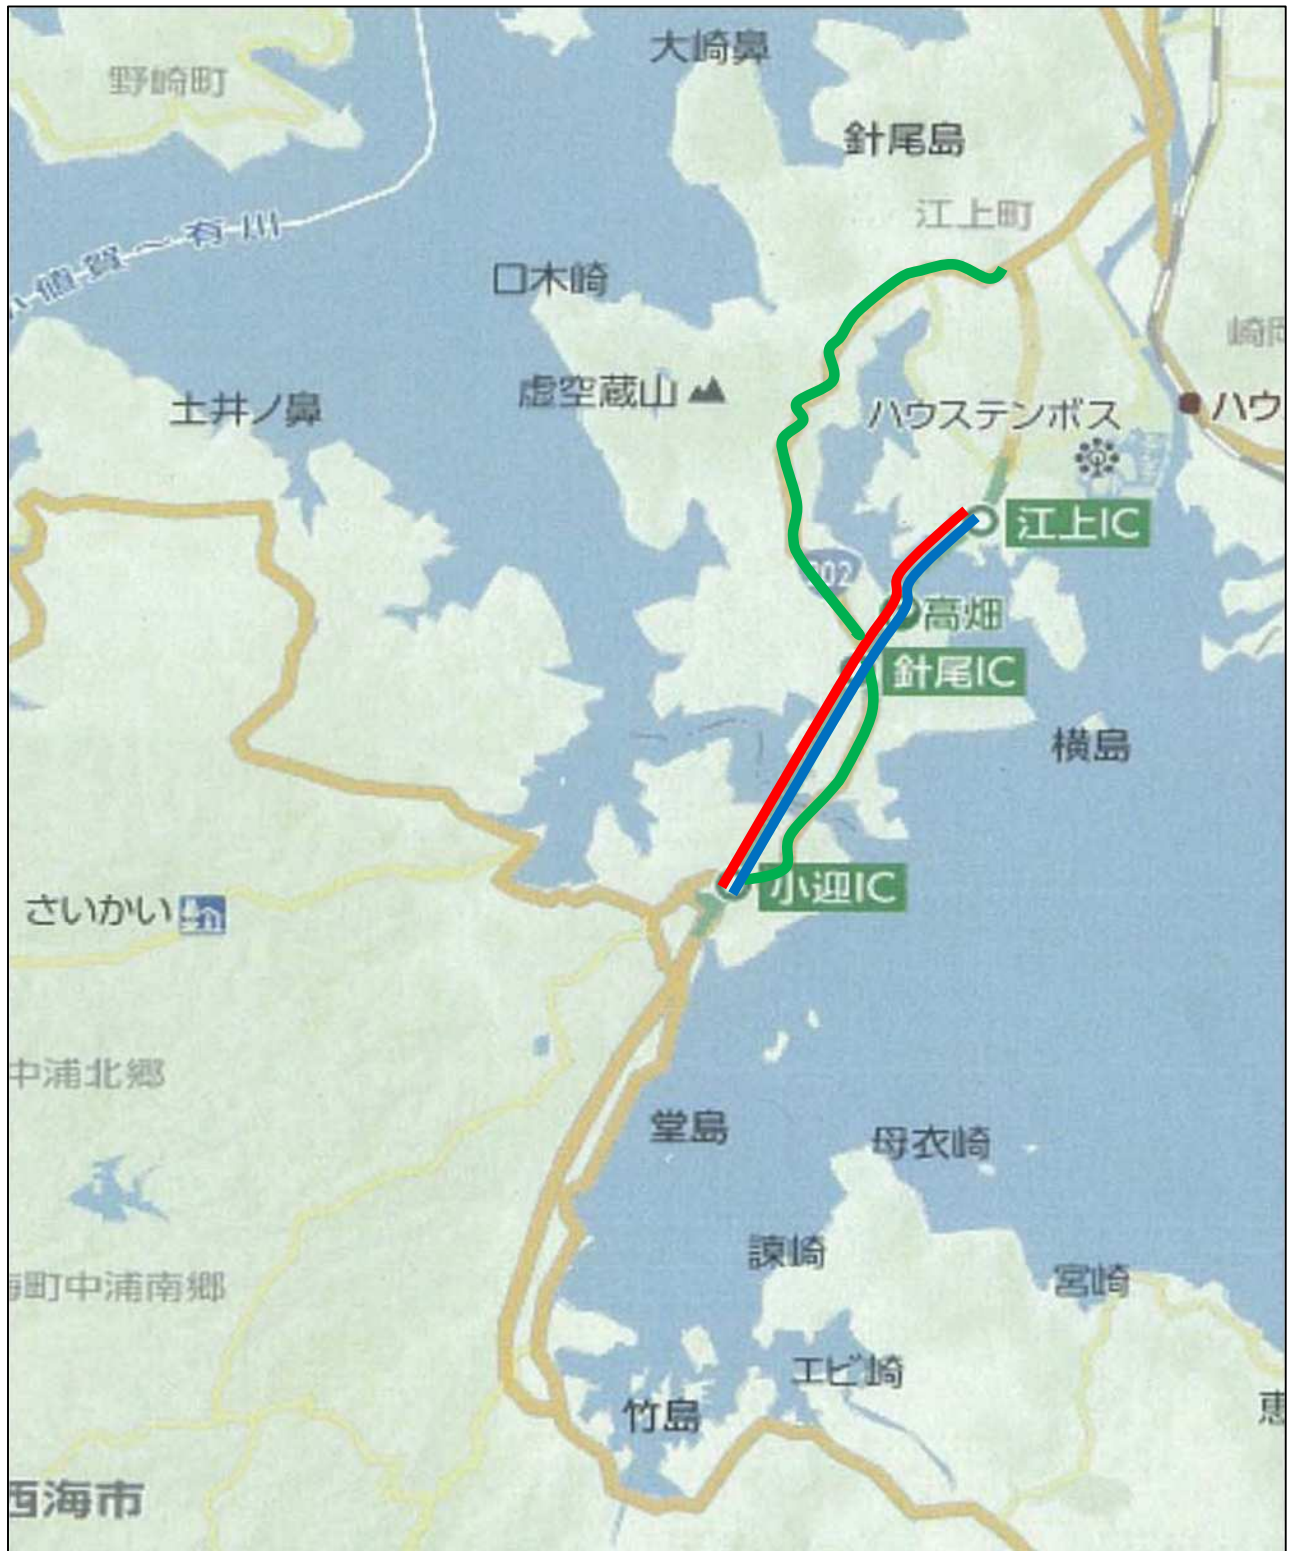 大崎鼻
野崎町
針尾島
江上町
有川
口木崎
虚空蔵山
土井ノ鼻
ハウステンボス
ハウ
江上IC
202
高畑
針尾IC
横島
小迎IC
さいかい
中浦北郷
堂島
母衣崎
諫崎
町中浦南郷
宮崎
エビ崎
竹島
恵
西海市